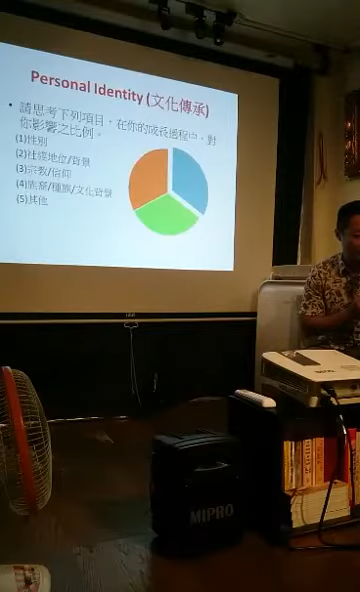 Personal Identity (文化傳承)
• 請思考下列項目，在你的成長過程中，對
你影響之比例。
(1)性別
(2)社經地位/背景
(3)宗教/信仰
(4)族裔/種族/文化背景
(5)其他
MIPRO